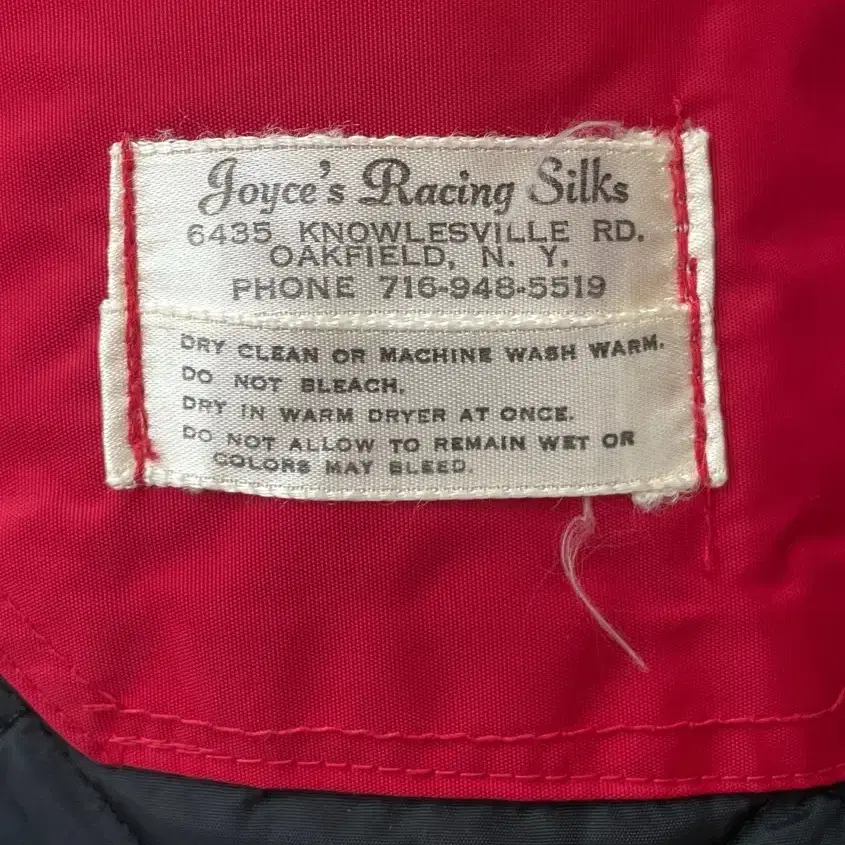 Joyce's Racing Silks
6435 KNOWLESVILLE RD.
OAKFIELD, N. Y.
PHONE 716-948-5519
DRY CLEAN OR MACHINE WASH WARM.
DO NOT BLEACH.
DRY IN WARM DRYER AT ONCE.
DO NOT ALLOW TO REMAIN WET OR
COLORS MAY BLEED.